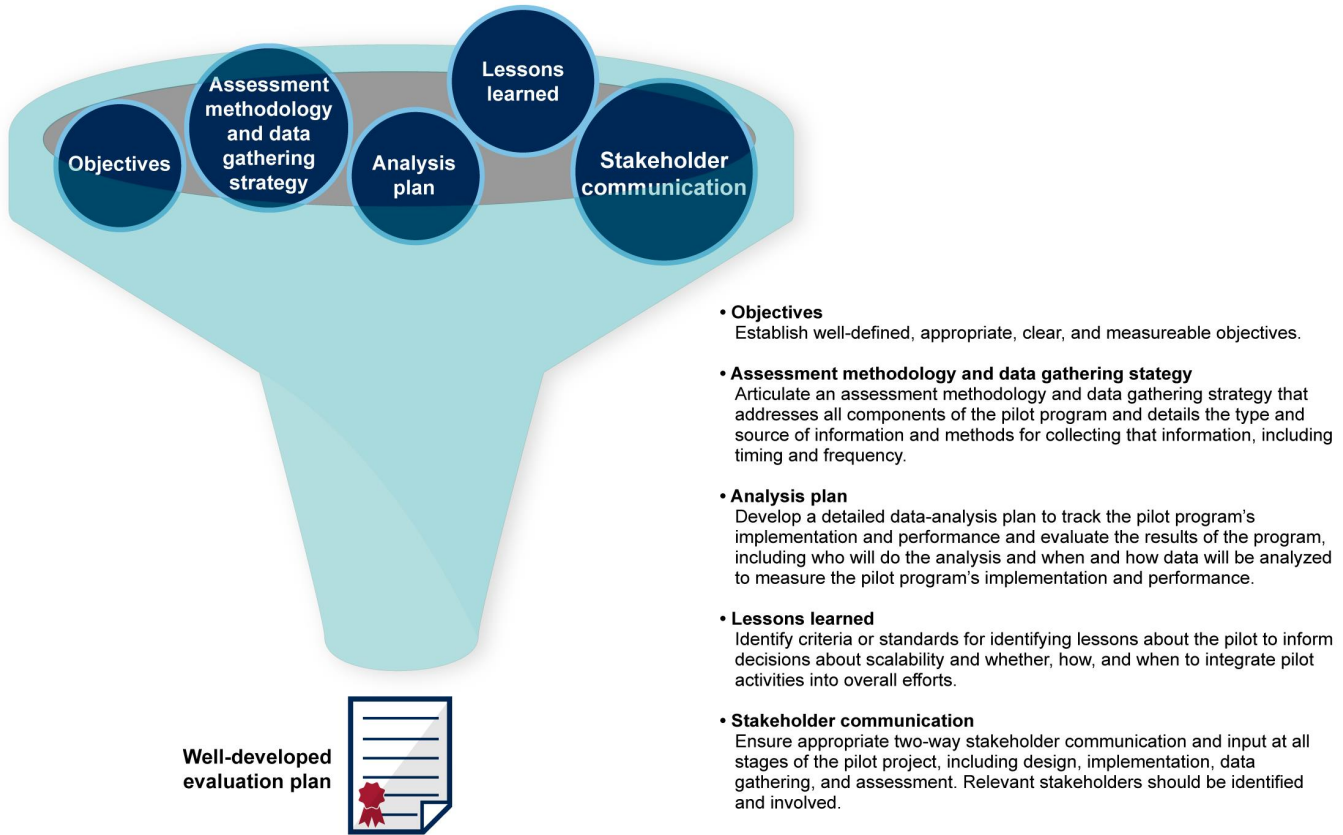 Objectives
Assessment
methodology
and data
gathering
strategy
Analysis
plan
Lessons
learned
Stakeholder
communication
• Objectives
Establish well-defined, appropriate, clear, and measureable objectives.
• Assessment methodology and data gathering stategy
Articulate an assessment methodology and data gathering strategy that
addresses all components of the pilot program and details the type and
source of information and methods for collecting that information, including
timing and frequency.
• Analysis plan
Develop a detailed data-analysis plan to track the pilot program's
implementation and performance and evaluate the results of the program,
including who will do the analysis and when and how data will be analyzed
to measure the pilot program's implementation and performance.
• Lessons learned
Identify criteria or standards for identifying lessons about the pilot to inform
decisions about scalability and whether, how, and when to integrate pilot
activities into overall efforts.
• Stakeholder communication
Ensure appropriate two-way stakeholder communication and input at all
stages of the pilot project, including design, implementation, data
gathering, and assessment. Relevant stakeholders should be identified
and involved.
Well-developed
evaluation plan